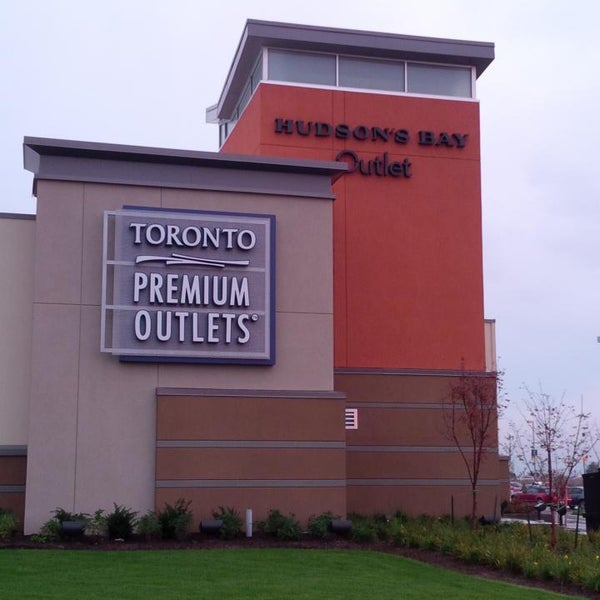 HUDSON'S BAY
Outlet
TORONTO
PREMIUM
OUTLETS